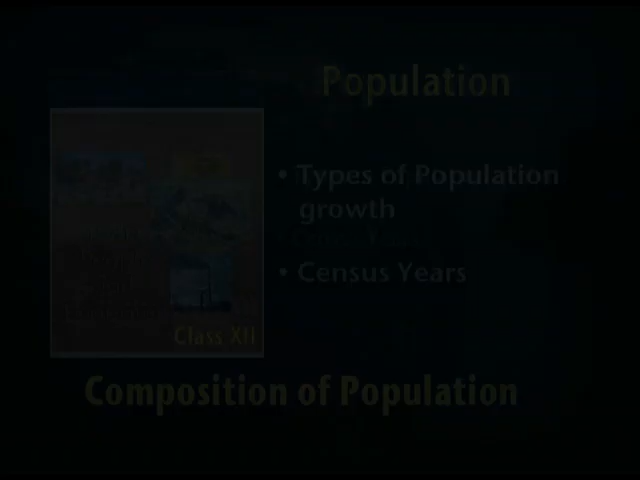 Population
• Types of Population
growth
• Census Years
Class XII
Composition of Population